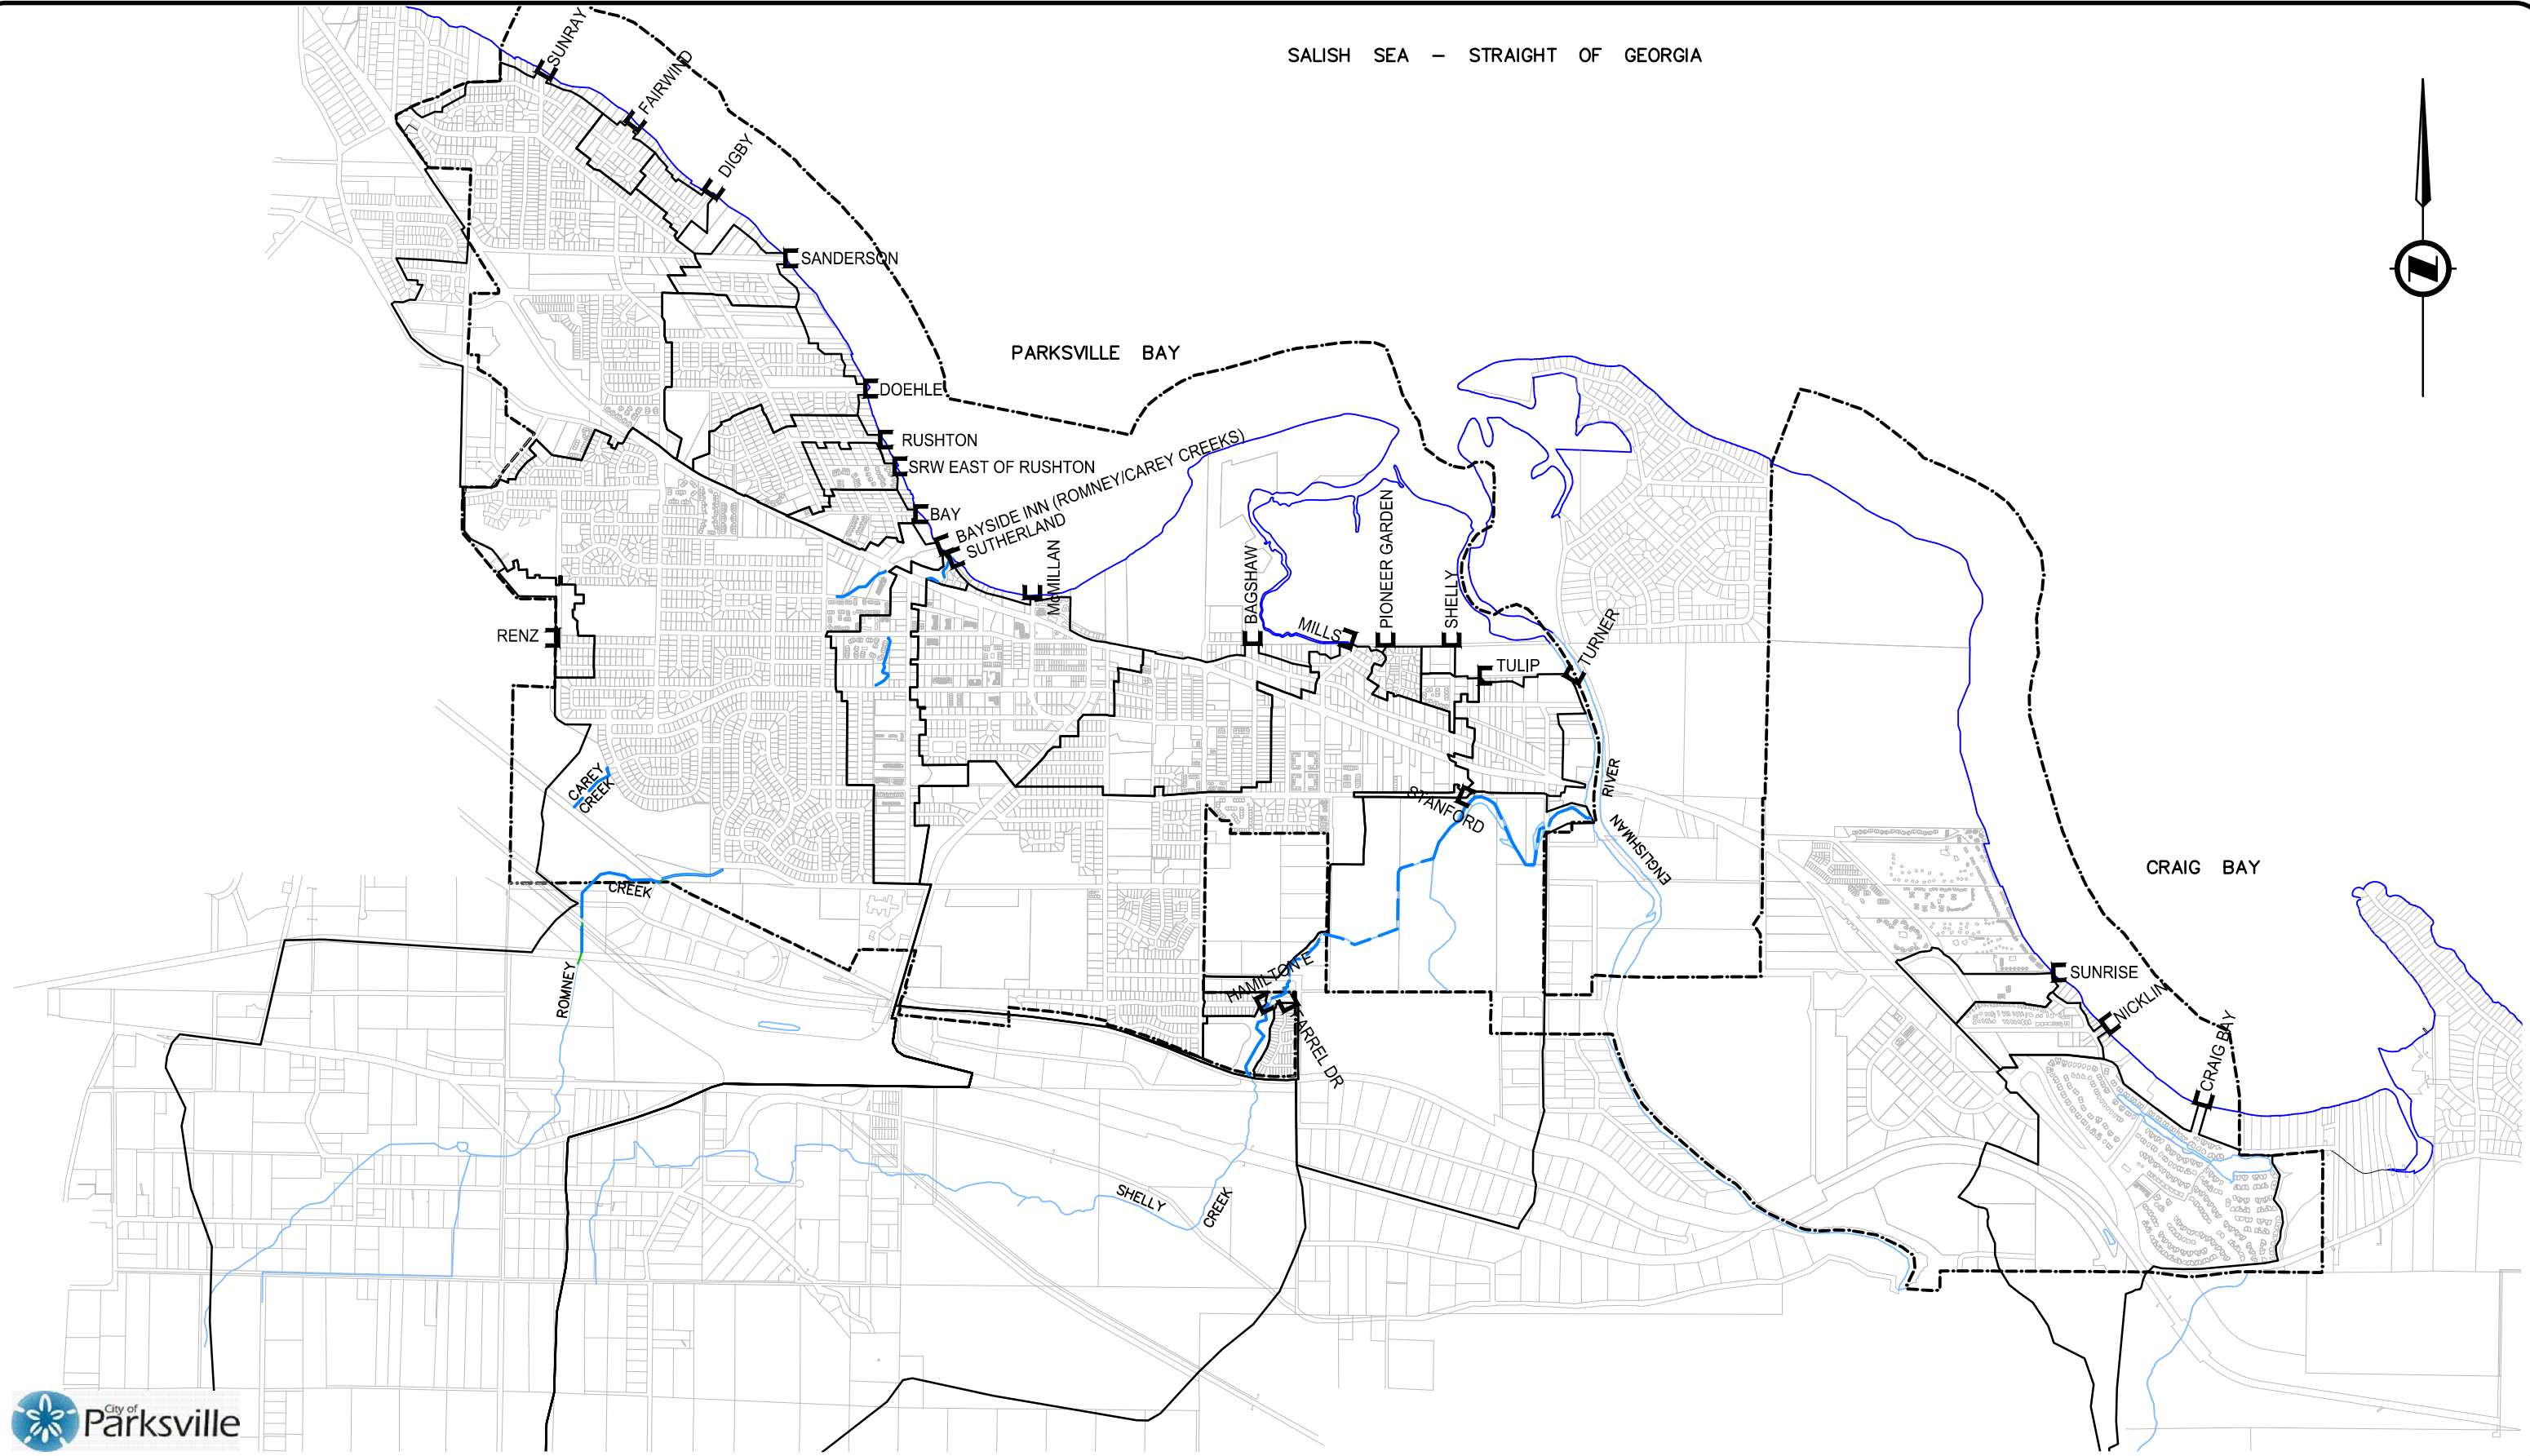 SALISH SEA – STRAIGHT OF GEORGIA
SUNRAY
FAIRWIND
DIGBY
SANDERSON
PARKSVILLE BAY
DOEHLE
RUSHTON
SRW EAST OF RUSHTON
BAY
BAYSIDE INN (ROMNEY/CAREY CREEKS)
SUTHERLAND
McMILLAN
BAGSHAW
MILLS
PIONEER GARDEN
SHELLY
TULIP
TURNER
RENZ
CAREY
CREEK
STANFORD
RIVER
ENGLISHMAN
CREEK
ROMNEY
HAMILTON E
FARREL DR
CRAIG BAY
SUNRISE
NICKLIN
CRAIG BAY
SHELLY
CREEK
City of
Parksville